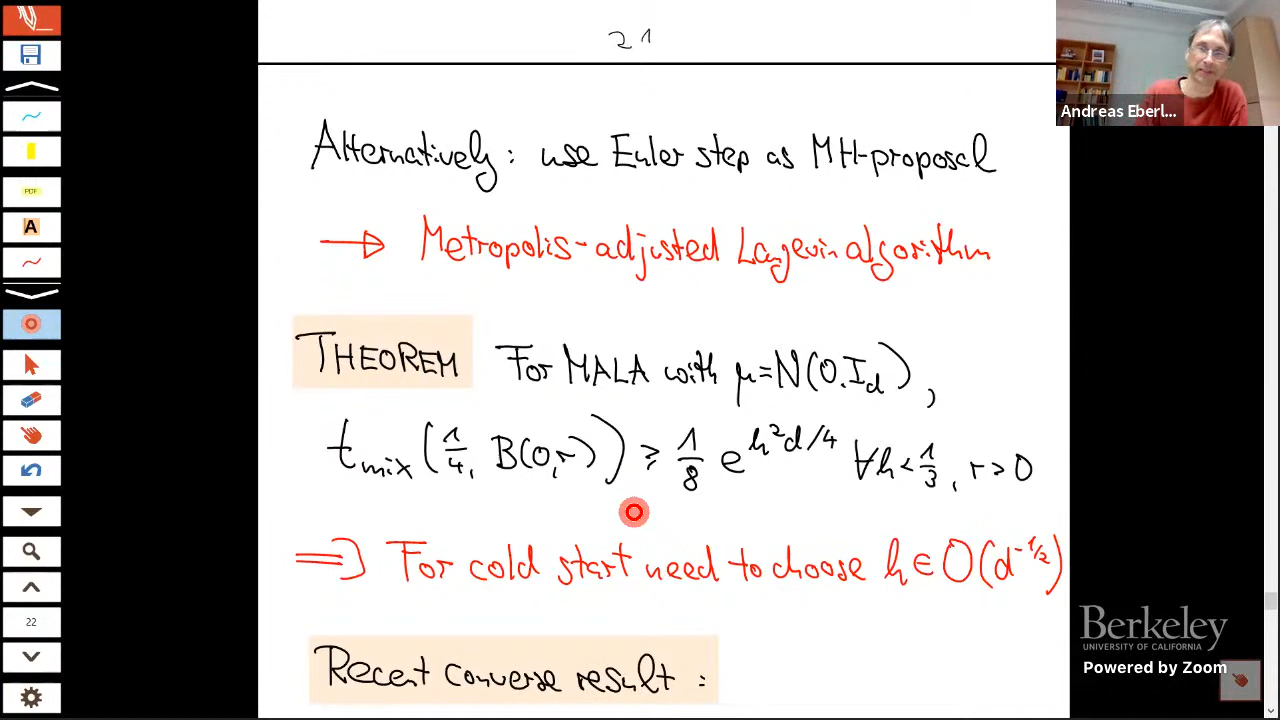 21
Andreas Eberl...
Alternatively: use Euler step as MH-proposal
→ Metropolis-adjusted Langevin algorithm
THEOREM For MALA with μ=N(0,I_d),
t_mix(1/4, B(0,r)) ≥ 1/8 e^{h²d/4} ∀h<1/3, r>0
⇒ For cold start need to choose h∈O(d^{-1/2})
Recent converse result:
PDF
A
22
Berkeley
UNIVERSITY OF CALIFORNIA
Powered by Zoom